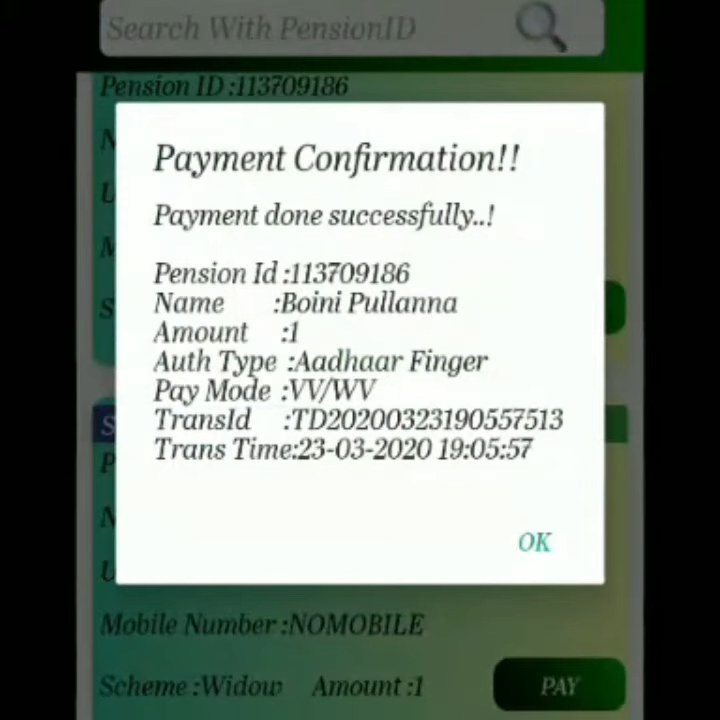 Search With PensionID
Pension ID :113709186
Payment Confirmation!!
Payment done successfully..!
Pension Id :113709186
Name :Boini Pullanna
Amount :1
Auth Type :Aadhaar Finger
Pay Mode :VV/WV
TransId :TD20200323190557513
Trans Time:23-03-2020 19:05:57
OK
Mobile Number :NOMOBILE
Scheme :Widow Amount :1 PAY